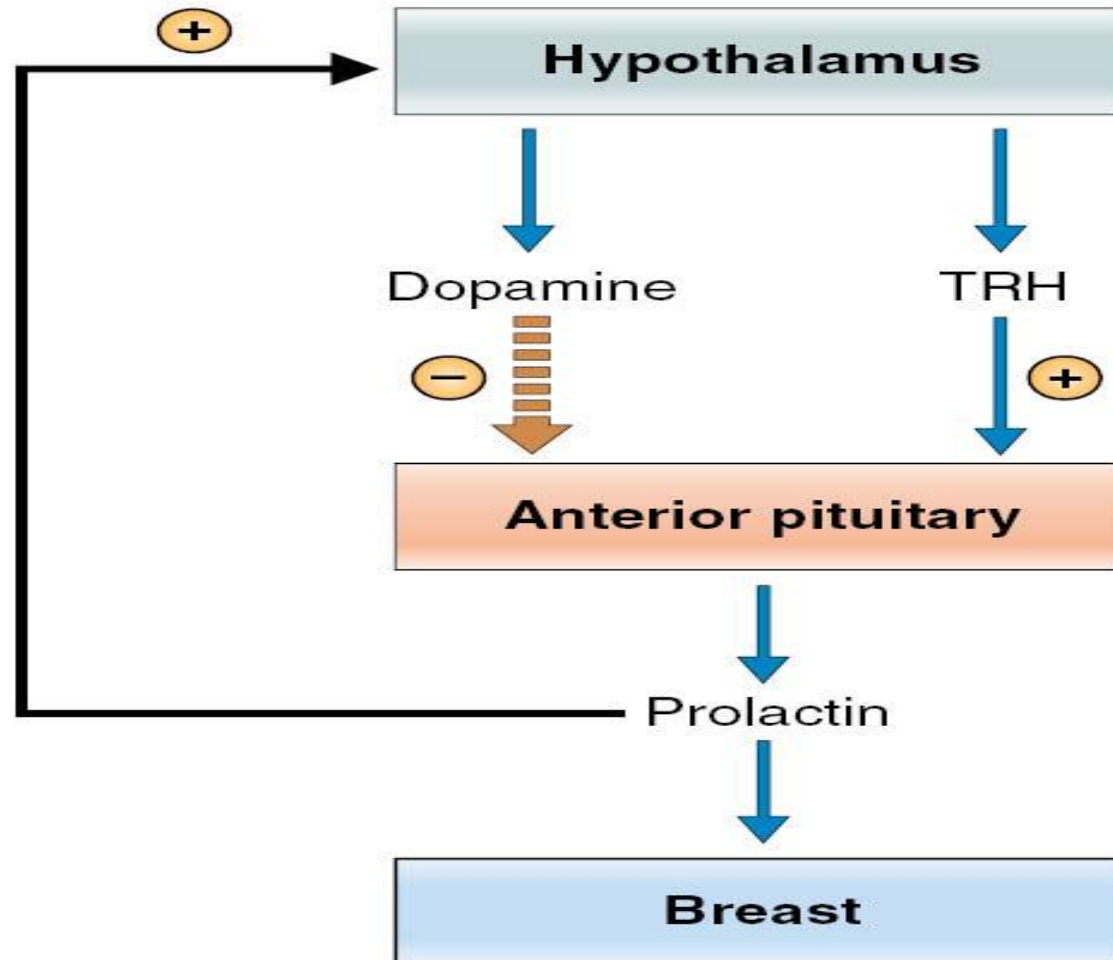 +
Hypothalamus
Dopamine TRH
− +
Anterior pituitary
Prolactin
Breast